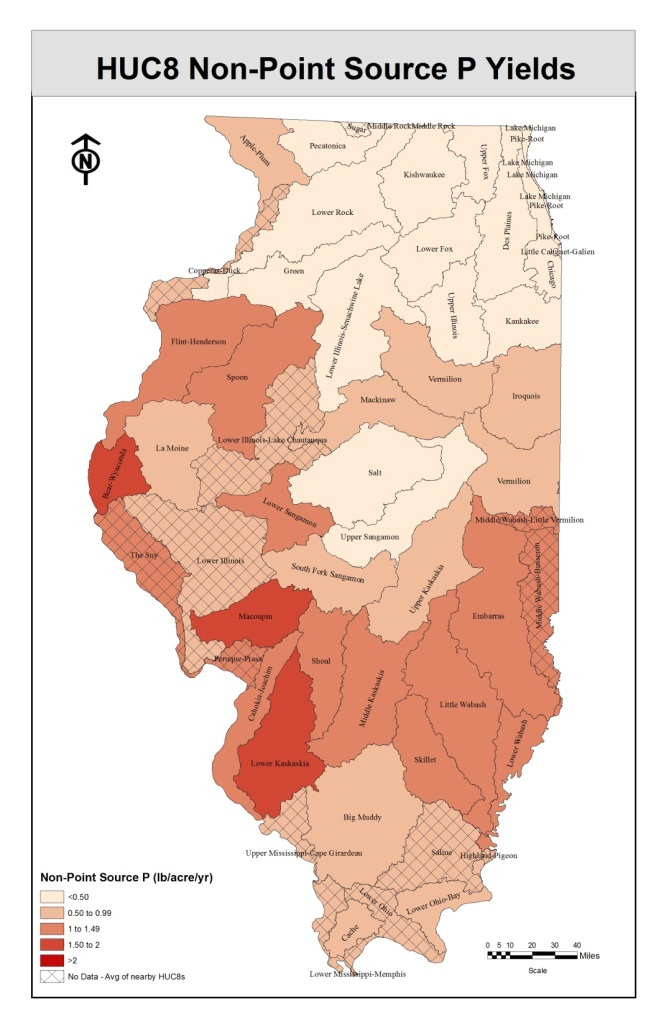 HUC8 Non-Point Source P Yields
N
Sugar
Middle Rock
Middle Rock
Lake Michigan
Pike-Root
Apple-Plum
Pecatonica
Upper Fox
Lake Michigan
Kishwaukee
Lake Michigan
Lake Michigan
Pike-Root
Lower Rock
Des Plaines
Pike-Root
Lower Fox
Little Calumet-Galien
Copperas-Duck
Green
Chicago
Lower Illinois-Senachwine Lake
Upper Illinois
Kankakee
Flint-Henderson
Spoon
Vermilion
Mackinaw
Iroquois
Lower Illinois-Lake Chautauqua
La Moine
Salt
Bear-Wyaconda
Vermilion
Lower Sangamon
Middle Wabash-Little Vermilion
Upper Sangamon
The Sny
Lower Illinois
South Fork Sangamon
Upper Kaskaskia
Middle Wabash-Busseron
Macoupin
Embarras
Peruque-Piasa
Shoal
Cahokia-Joachim
Middle Kaskaskia
Little Wabash
Lower Wabash
Lower Kaskaskia
Skillet
Big Muddy
Upper Mississippi-Cape Girardeau
Saline
Highland-Pigeon
Lower Ohio
Lower Ohio-Bay
Cache
Lower Mississippi-Memphis
Non-Point Source P (lb/acre/yr)
<0.50
0.50 to 0.99
1 to 1.49
1.50 to 2
>2
No Data - Avg of nearby HUC8s
0 5 10 20 30 40
Miles
Scale